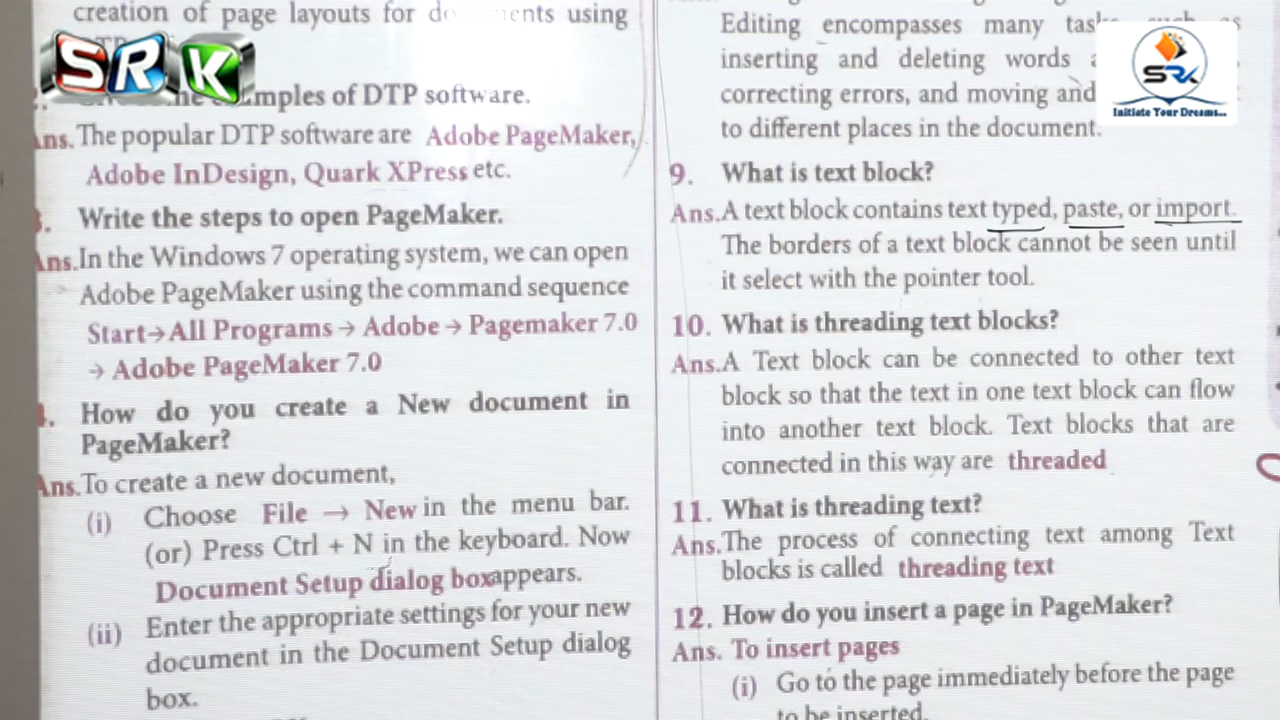 creation of page layouts for documents using
SRK
examples of DTP software.
Ans. The popular DTP software are Adobe PageMaker,
Adobe InDesign, Quark XPress etc.
3. Write the steps to open PageMaker.
Ans. In the Windows 7 operating system, we can open
Adobe PageMaker using the command sequence
Start→All Programs → Adobe → Pagemaker 7.0
→ Adobe PageMaker 7.0
4. How do you create a New document in
PageMaker?
Ans. To create a new document,
(i) Choose File → New in the menu bar.
(or) Press Ctrl + N in the keyboard. Now
Document Setup dialog box appears.
(ii) Enter the appropriate settings for your new
document in the Document Setup dialog
box.
Editing encompasses many tasks, such as
inserting and deleting words
correcting errors, and moving and
to different places in the document.
SRK
Initiate Your Dreams...
9. What is text block?
Ans. A text block contains text typed, paste, or import.
The borders of a text block cannot be seen until
it select with the pointer tool.
10. What is threading text blocks?
Ans. A Text block can be connected to other text
block so that the text in one text block can flow
into another text block. Text blocks that are
connected in this way are threaded
11. What is threading text?
Ans. The process of connecting text among Text
blocks is called threading text
12. How do you insert a page in PageMaker?
Ans. To insert pages
(i) Go to the page immediately before the page
to be inserted.